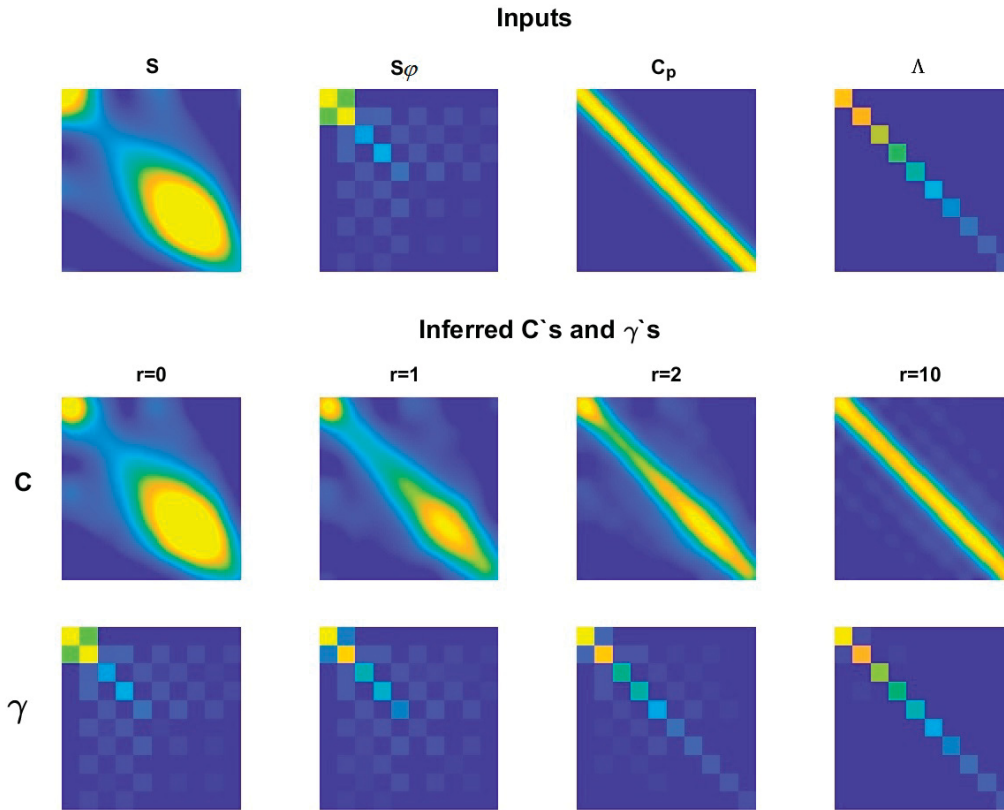 Inputs
S Sφ Cp Λ
Inferred C`s and γ`s
r=0 r=1 r=2 r=10
C
γ